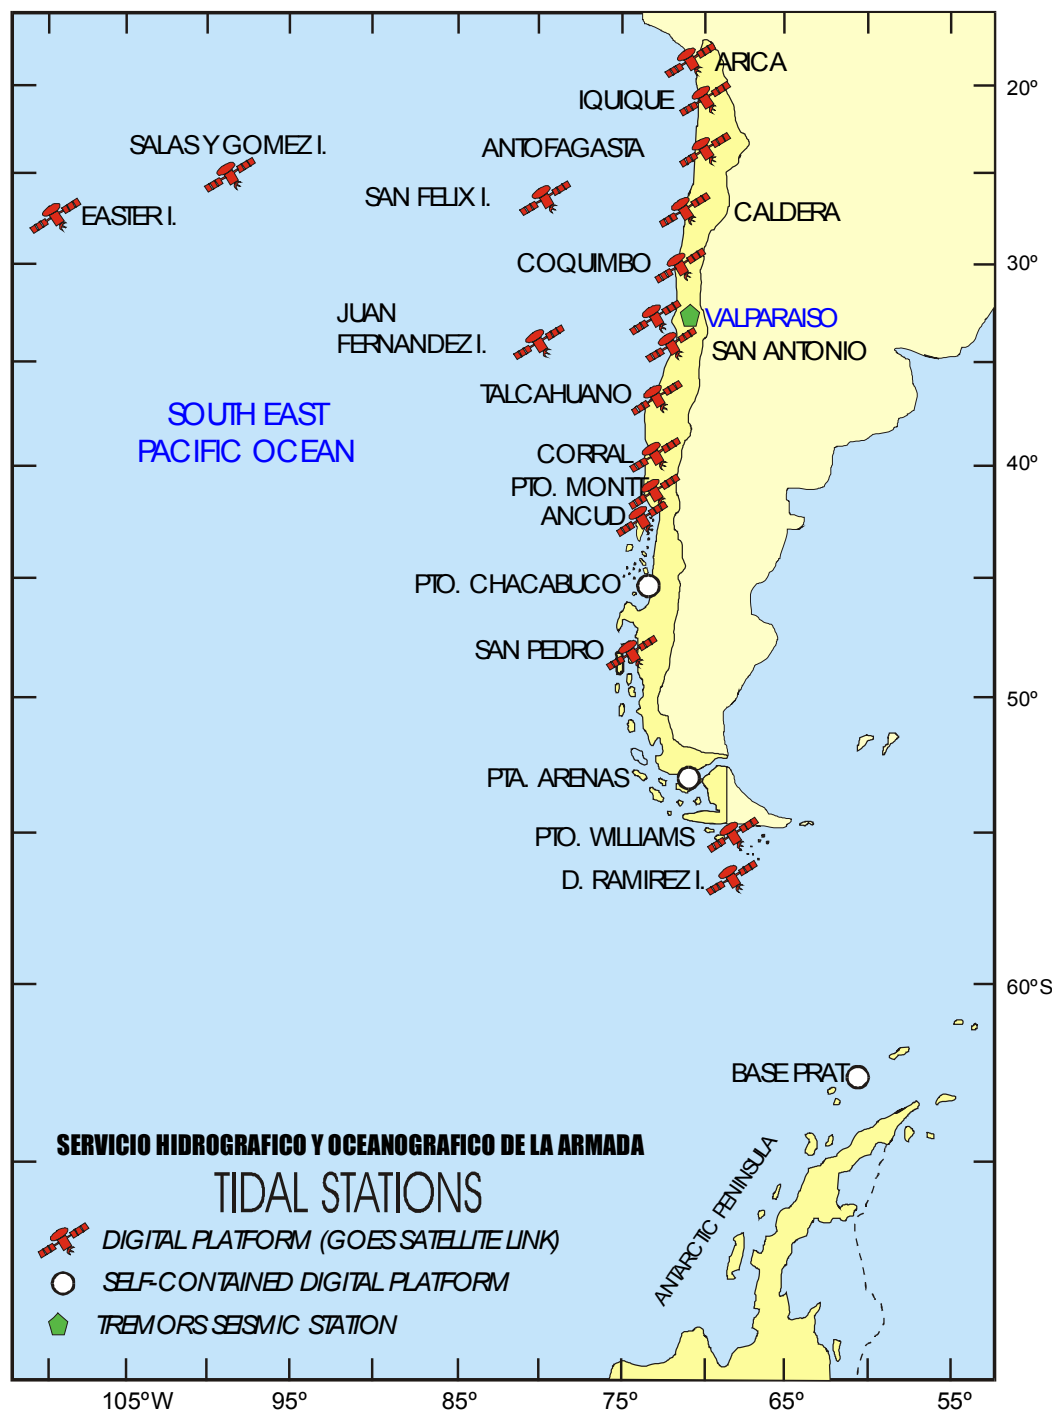 ARICA
20º
IQUIQUE
SALAS Y GOMEZ I.
ANTOFAGASTA
SAN FELIX I.
EASTER I.
CALDERA
COQUIMBO
30º
JUAN
FERNANDEZ I.
VALPARAISO
SAN ANTONIO
TALCAHUANO
SOUTH EAST
PACIFIC OCEAN
CORRAL
40º
PTO. MONTT
ANCUD
PTO. CHACABUCO
SAN PEDRO
50º
PTA. ARENAS
PTO. WILLIAMS
D. RAMIREZ I.
60ºS
BASE PRAT
SERVICIO HIDROGRAFICO Y OCEANOGRAFICO DE LA ARMADA
TIDAL STATIONS
ANTARCTIC PENINSULA
DIGITAL PLATFORM (GOES SATELLITE LINK)
SELF-CONTAINED DIGITAL PLATFORM
TREMORS SEISMIC STATION
105ºW
95º
85º
75º
65º
55º